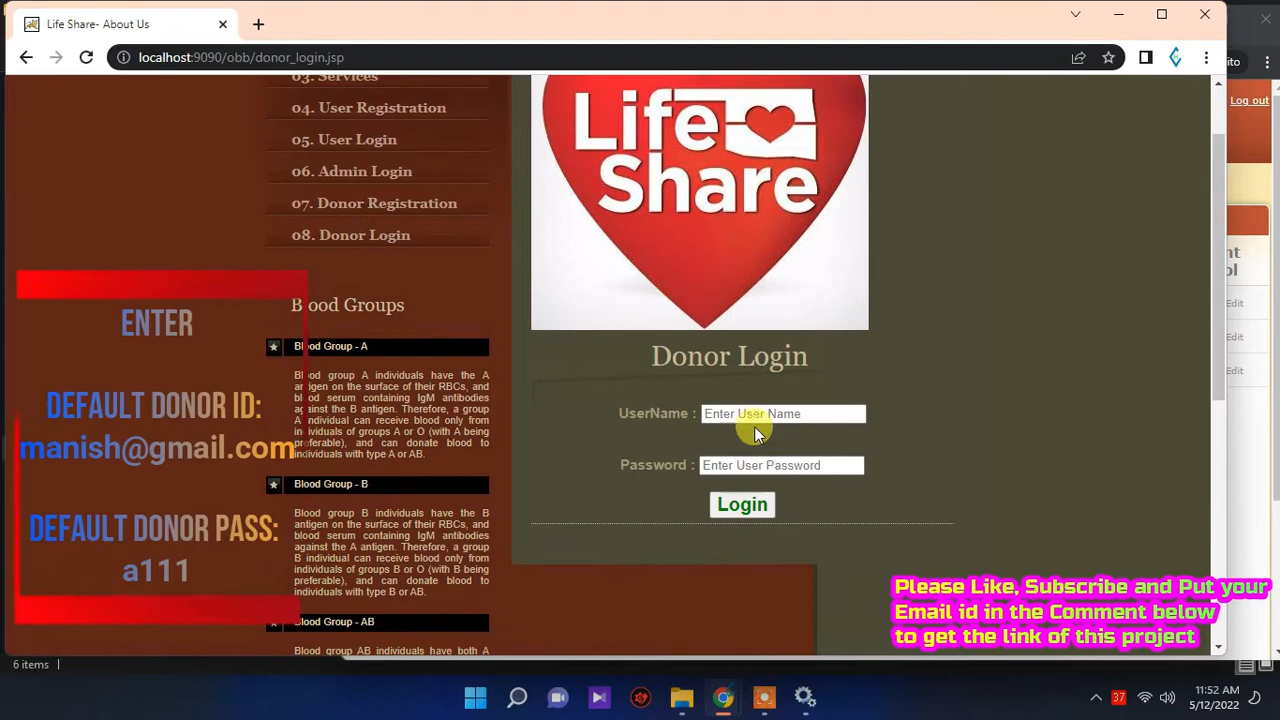 Life Share- About Us
localhost:9090/obb/donor_login.jsp
Log out
03. Services
04. User Registration
05. User Login
06. Admin Login
07. Donor Registration
08. Donor Login
Life
Share
Blood Groups
Blood Group - A
Blood group A individuals have the A
antigen on the surface of their RBCs, and
blood serum containing IgM antibodies
against the B antigen. Therefore, a group
A individual can receive blood only from
individuals of groups A or O (with A being
preferable), and can donate blood to
individuals with type A or AB.
Blood Group - B
Blood group B individuals have the B
antigen on the surface of their RBCs, and
blood serum containing IgM antibodies
against the A antigen. Therefore, a group
B individual can receive blood only from
individuals of groups B or O (with B being
preferable), and can donate blood to
individuals with type B or AB.
Blood Group - AB
Blood group AB individuals have both A
ENTER
DEFAULT DONOR ID:
manish@gmail.com
DEFAULT DONOR PASS:
a111
Donor Login
UserName : Enter User Name
Password : Enter User Password
Login
Edit
Edit
Edit
Please Like, Subscribe and Put your
Email id in the Comment below
to get the link of this project
6 items
37
11:52 AM
5/12/2022